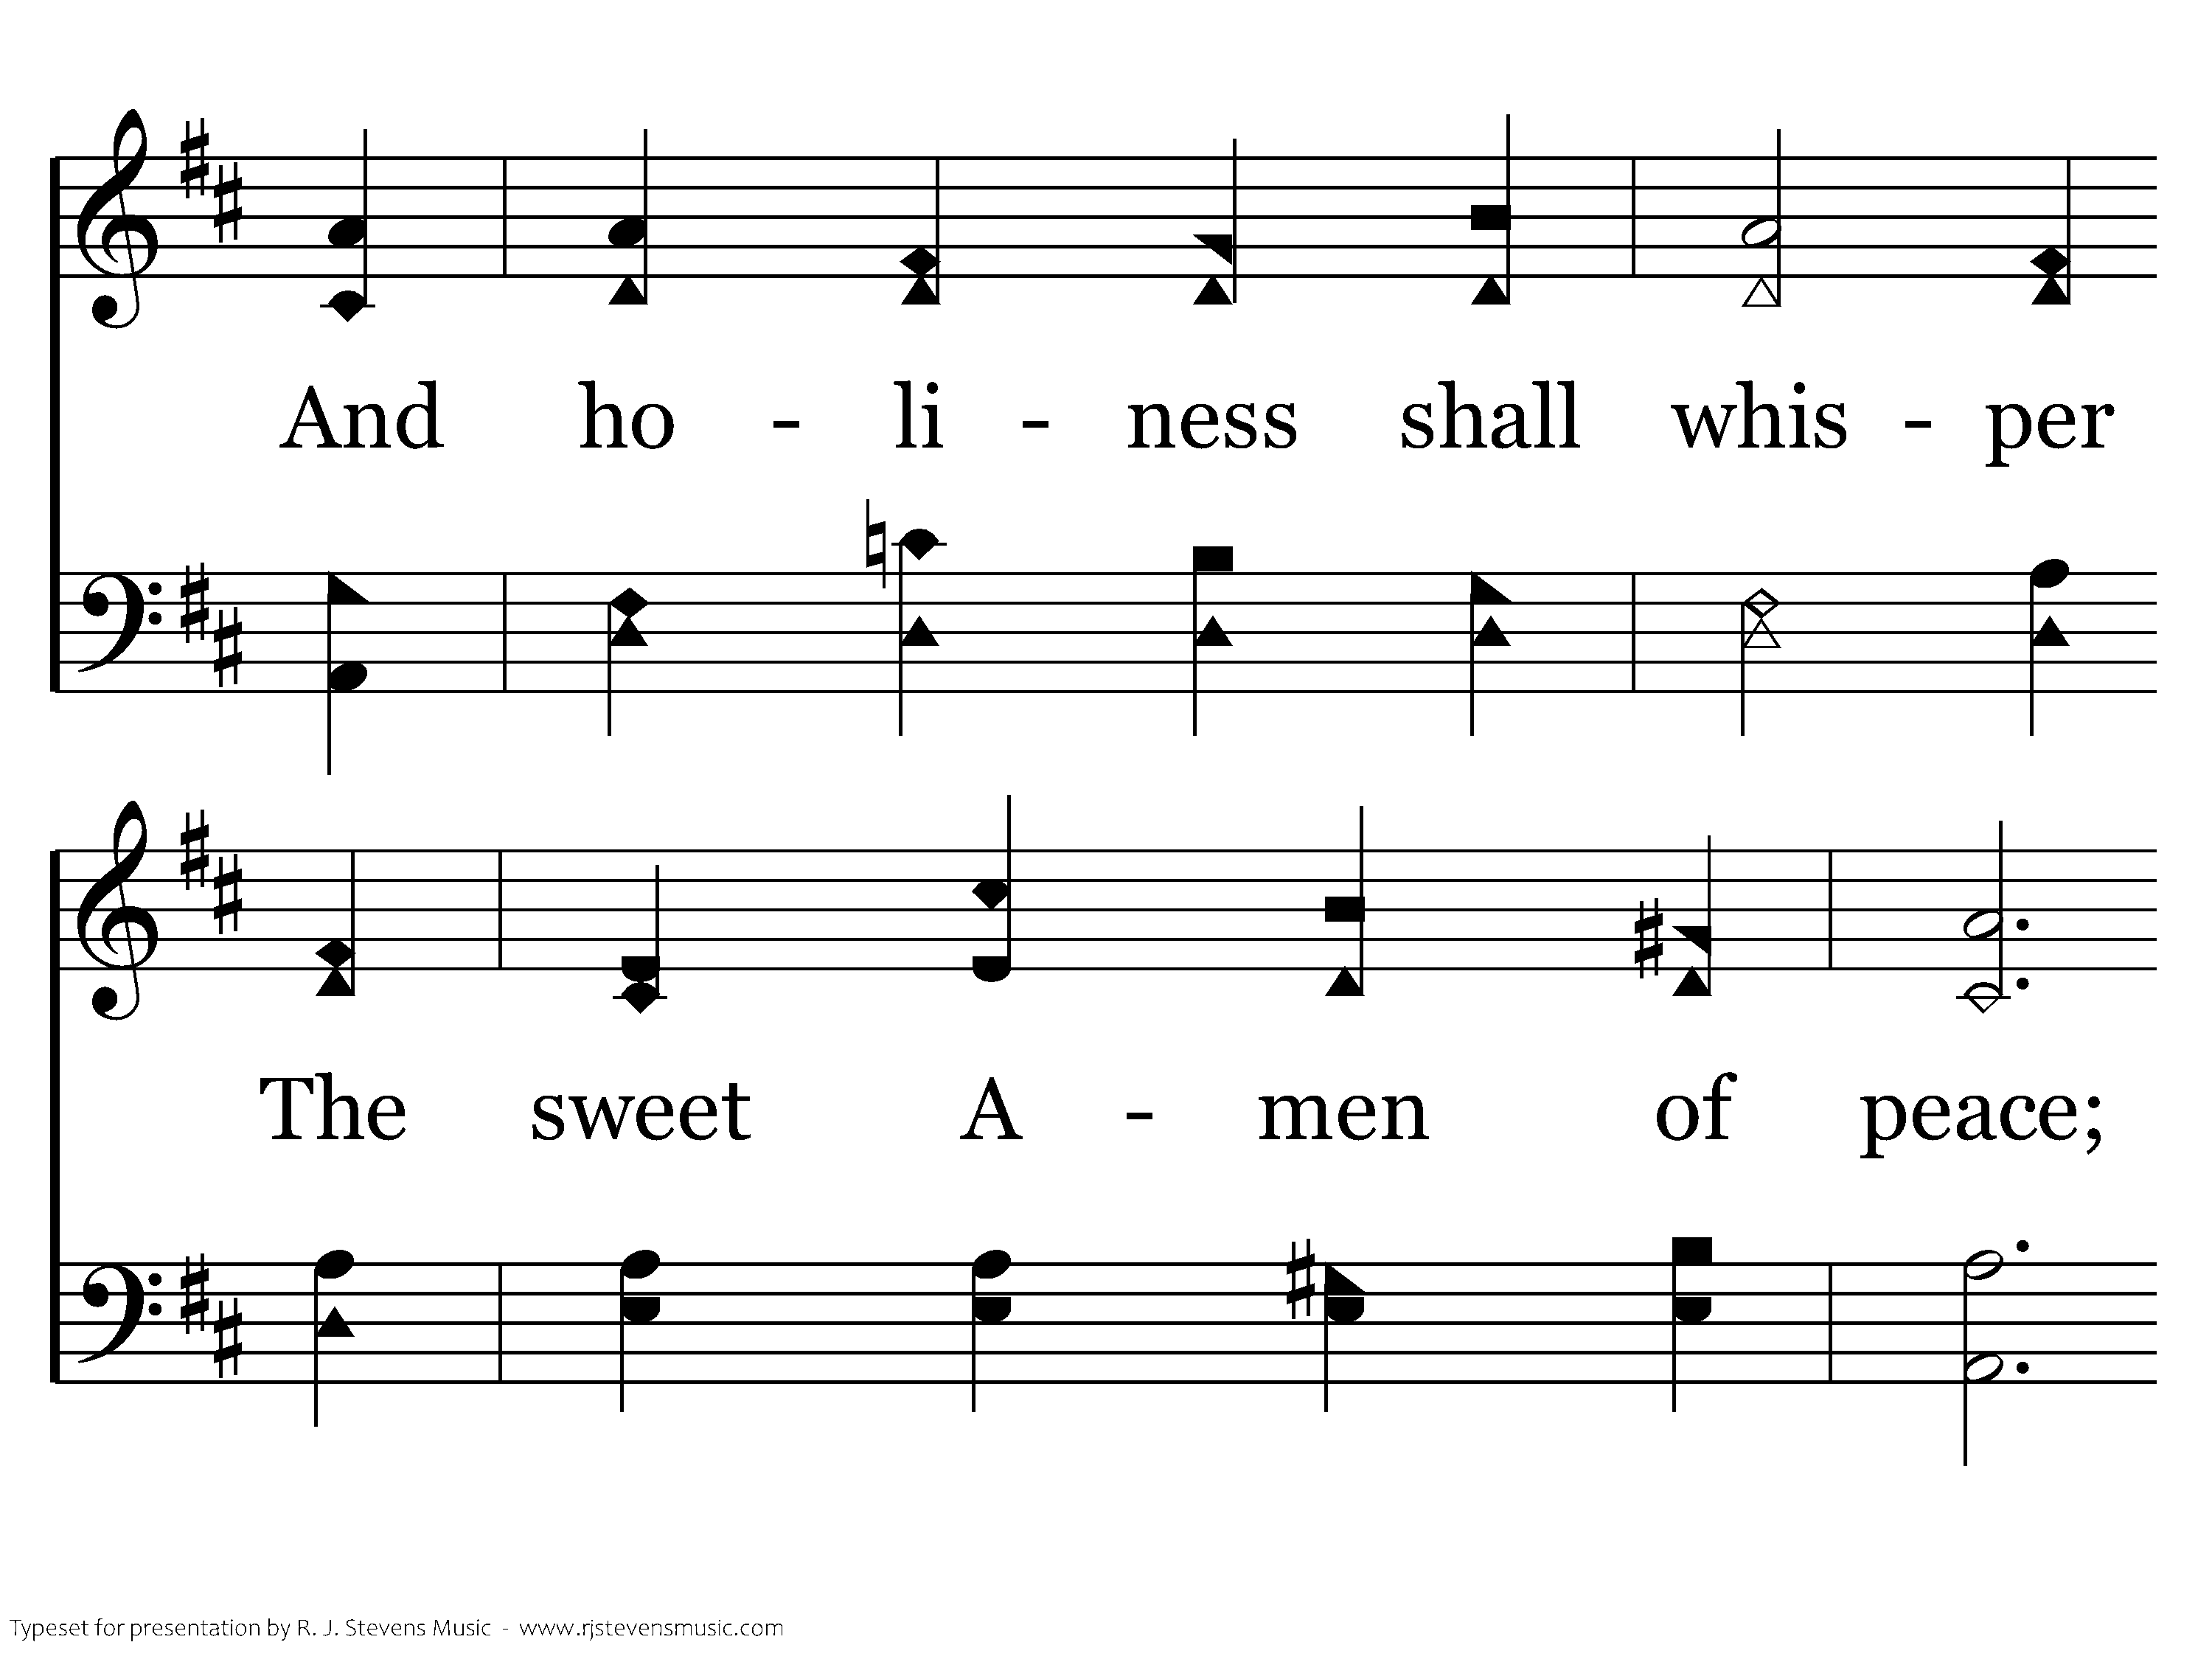 And ho - li - ness shall whis - per
The sweet A - men of peace;
Typeset for presentation by R. J. Stevens Music - www.rjstevensmusic.com